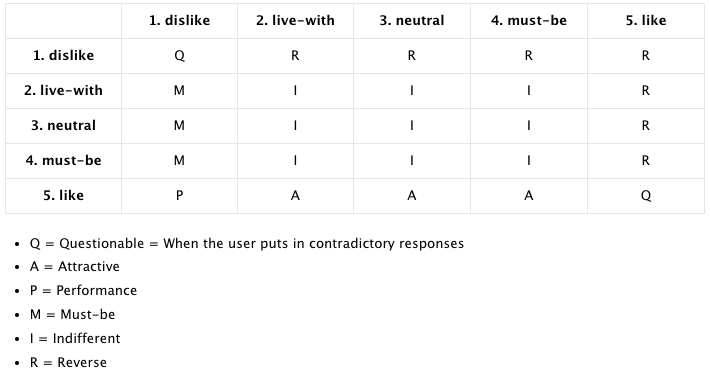 1. dislike 2. live-with 3. neutral 4. must-be 5. like
1. dislike Q R R R R
2. live-with M I I I R
3. neutral M I I I R
4. must-be M I I I R
5. like P A A A Q
• Q = Questionable = When the user puts in contradictory responses
• A = Attractive
• P = Performance
• M = Must-be
• I = Indifferent
• R = Reverse